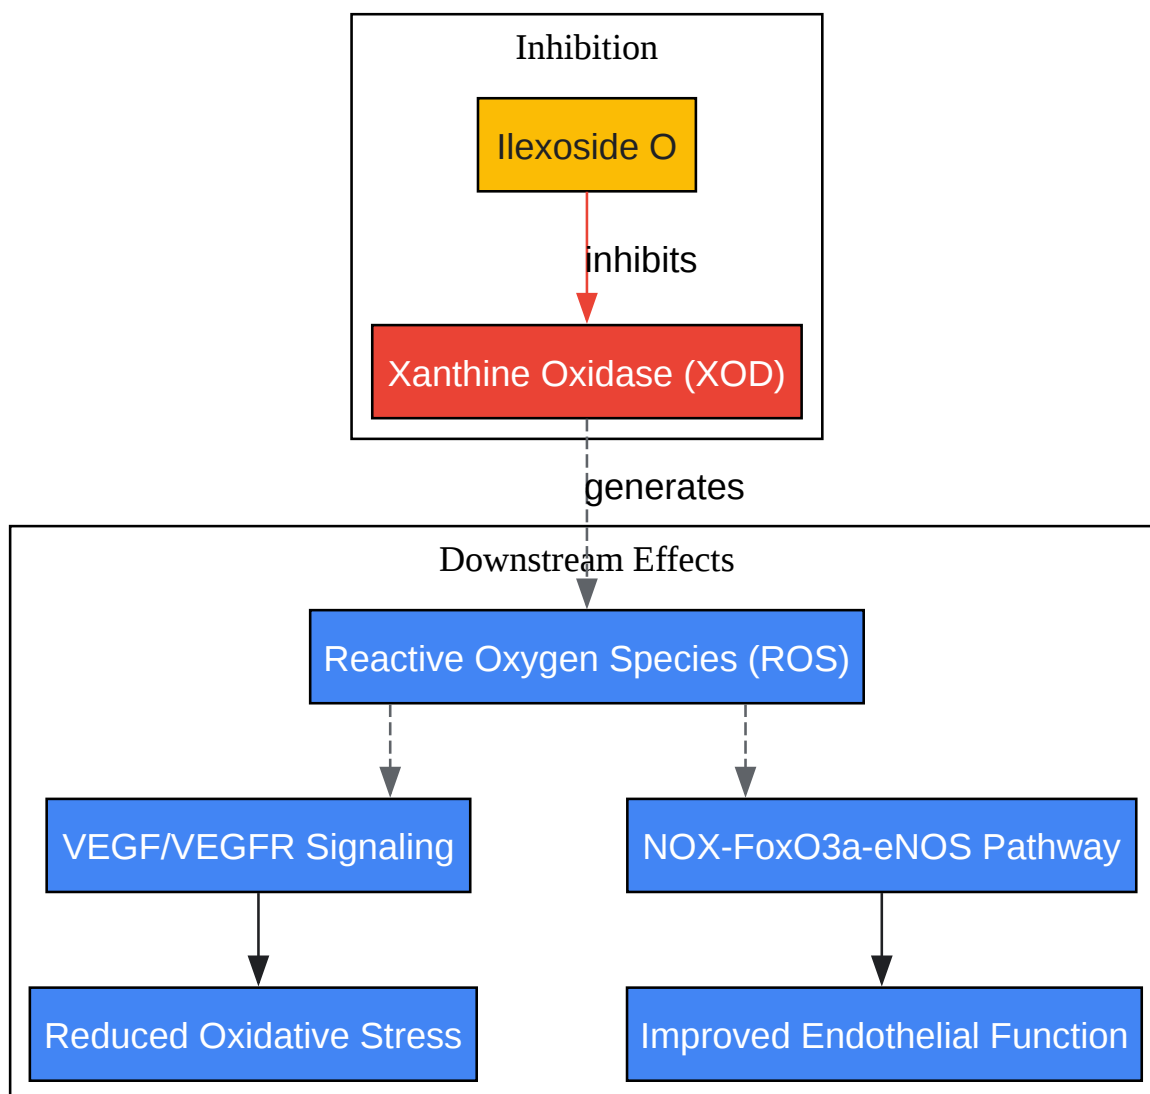 Inhibition
Ilexoside O
inhibits
Xanthine Oxidase (XOD)
generates
Downstream Effects
Reactive Oxygen Species (ROS)
VEGF/VEGFR Signaling
NOX-FoxO3a-eNOS Pathway
Reduced Oxidative Stress
Improved Endothelial Function